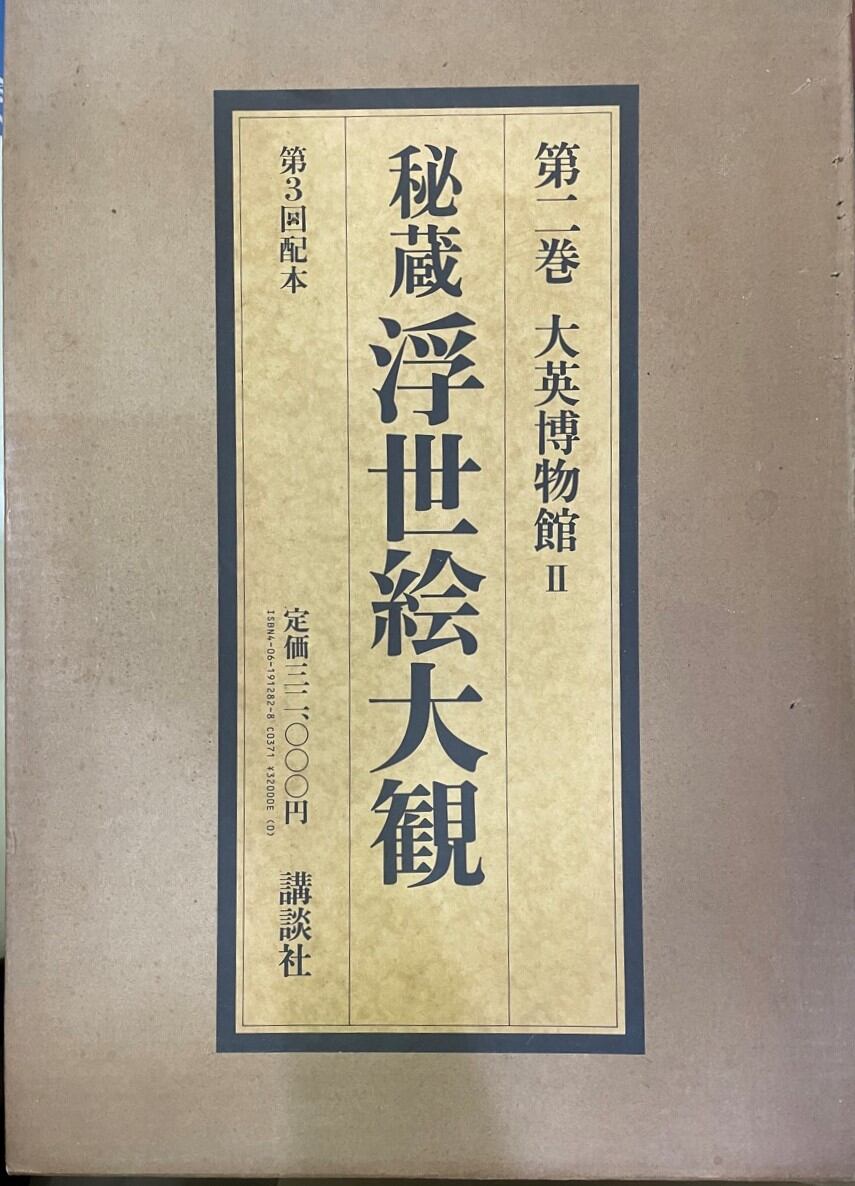 第二巻 大英博物館 II
秘蔵 浮世絵大観
第3回配本
定価三二、〇〇〇円 講談社
ISBN4-06-191282-8 C0371 ¥32000E (0)